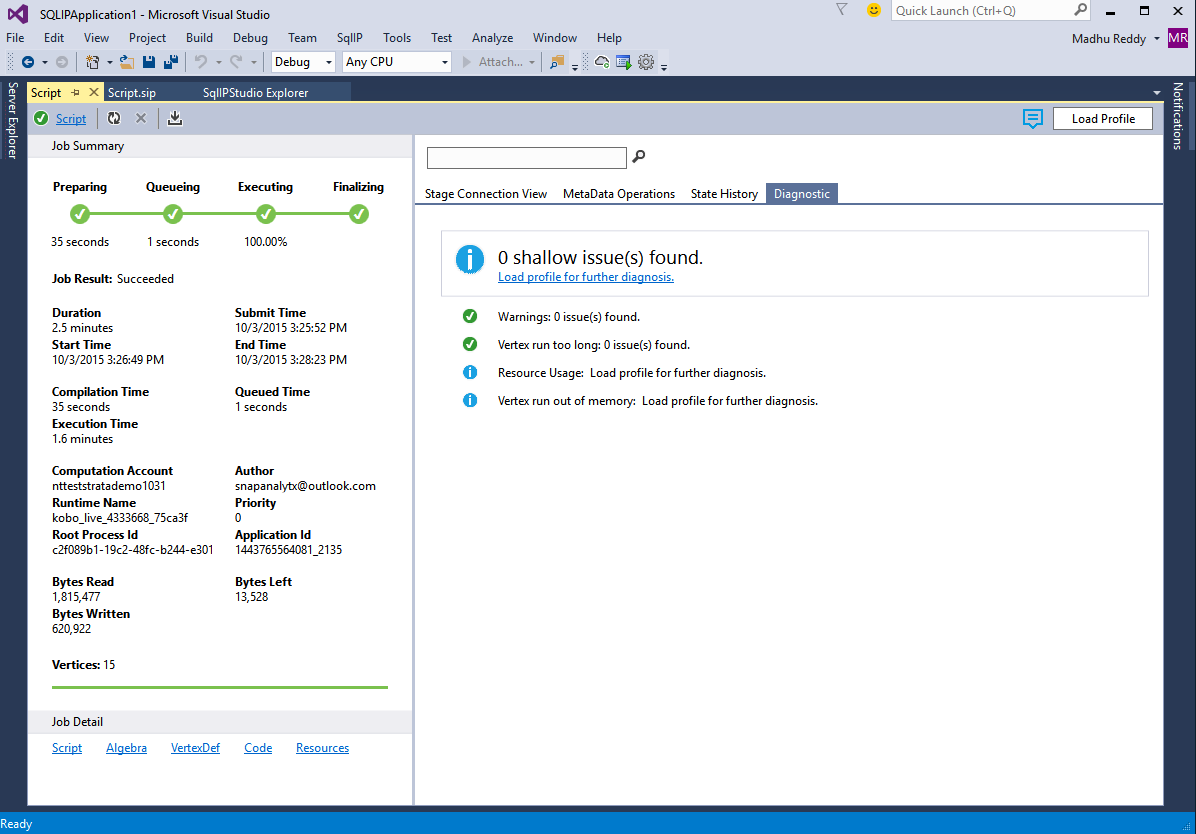 SQLIPApplication1 - Microsoft Visual Studio
Quick Launch (Ctrl+Q)
File Edit View Project Build Debug Team SqlIP Tools Test Analyze Window Help
Madhu Reddy MR
Debug Any CPU Attach...
Server Explorer
Script Script.sip SqlIPStudio Explorer
Notifications
Script
Load Profile
Job Summary
Preparing Queueing Executing Finalizing
35 seconds 1 seconds 100.00%
Job Result: Succeeded
Duration Submit Time
2.5 minutes 10/3/2015 3:25:52 PM
Start Time End Time
10/3/2015 3:26:49 PM 10/3/2015 3:28:23 PM
Compilation Time Queued Time
35 seconds 1 seconds
Execution Time
1.6 minutes
Computation Account Author
ntteststratademo1031 snapanalytx@outlook.com
Runtime Name Priority
kobo_live_4333668_75ca3f 0
Root Process Id Application Id
c2f089b1-19c2-48fc-b244-e301 1443765564081_2135
Bytes Read Bytes Left
1,815,477 13,528
Bytes Written
620,922
Vertices: 15
Job Detail
Script Algebra VertexDef Code Resources
Stage Connection View MetaData Operations State History Diagnostic
0 shallow issue(s) found.
Load profile for further diagnosis.
Warnings: 0 issue(s) found.
Vertex run too long: 0 issue(s) found.
Resource Usage: Load profile for further diagnosis.
Vertex run out of memory: Load profile for further diagnosis.
Ready